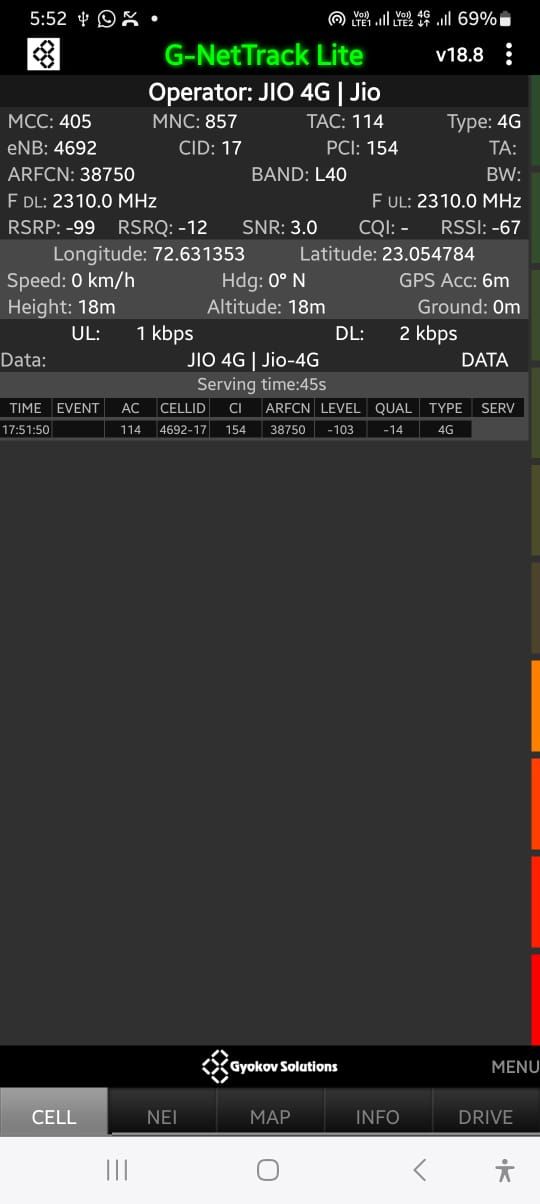 5:52 Vo)) LTE1 Vo)) LTE2 4G 69%
G-NetTrack Lite v18.8
Operator: JIO 4G | Jio
MCC: 405 MNC: 857 TAC: 114 Type: 4G
eNB: 4692 CID: 17 PCI: 154 TA:
ARFCN: 38750 BAND: L40 BW:
F DL: 2310.0 MHz F UL: 2310.0 MHz
RSRP: -99 RSRQ: -12 SNR: 3.0 CQI: - RSSI: -67
Longitude: 72.631353 Latitude: 23.054784
Speed: 0 km/h Hdg: 0° N GPS Acc: 6m
Height: 18m Altitude: 18m Ground: 0m
UL: 1 kbps DL: 2 kbps
Data: JIO 4G | Jio-4G DATA
Serving time:45s
TIME EVENT AC CELLID CI ARFCN LEVEL QUAL TYPE SERV
17:51:50 114 4692-17 154 38750 -103 -14 4G
Gyokov Solutions MENU
CELL NEI MAP INFO DRIVE